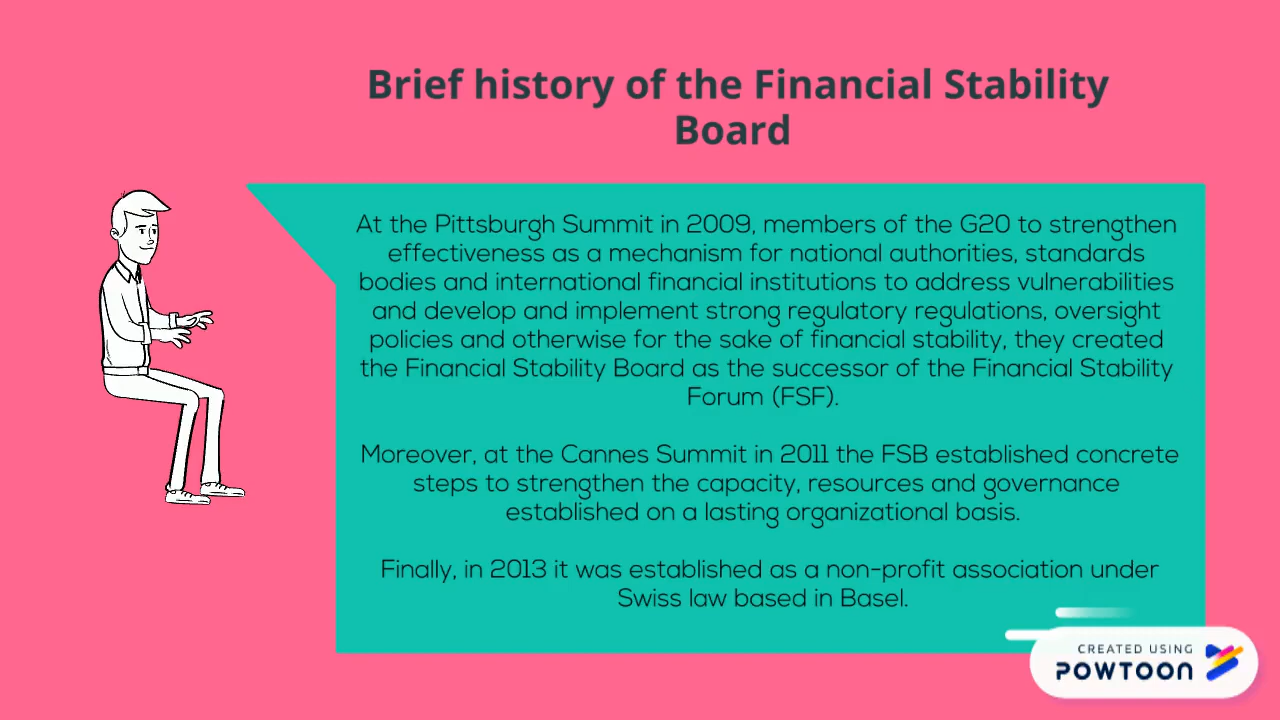 Brief history of the Financial Stability
Board
At the Pittsburgh Summit in 2009, members of the G20 to strengthen
effectiveness as a mechanism for national authorities, standards
bodies and international financial institutions to address vulnerabilities
and develop and implement strong regulatory regulations, oversight
policies and otherwise for the sake of financial stability, they created
the Financial Stability Board as the successor of the Financial Stability
Forum (FSF).
Moreover, at the Cannes Summit in 2011 the FSB established concrete
steps to strengthen the capacity, resources and governance
established on a lasting organizational basis.
Finally, in 2013 it was established as a non-profit association under
Swiss law based in Basel.
CREATED USING
POWTOON